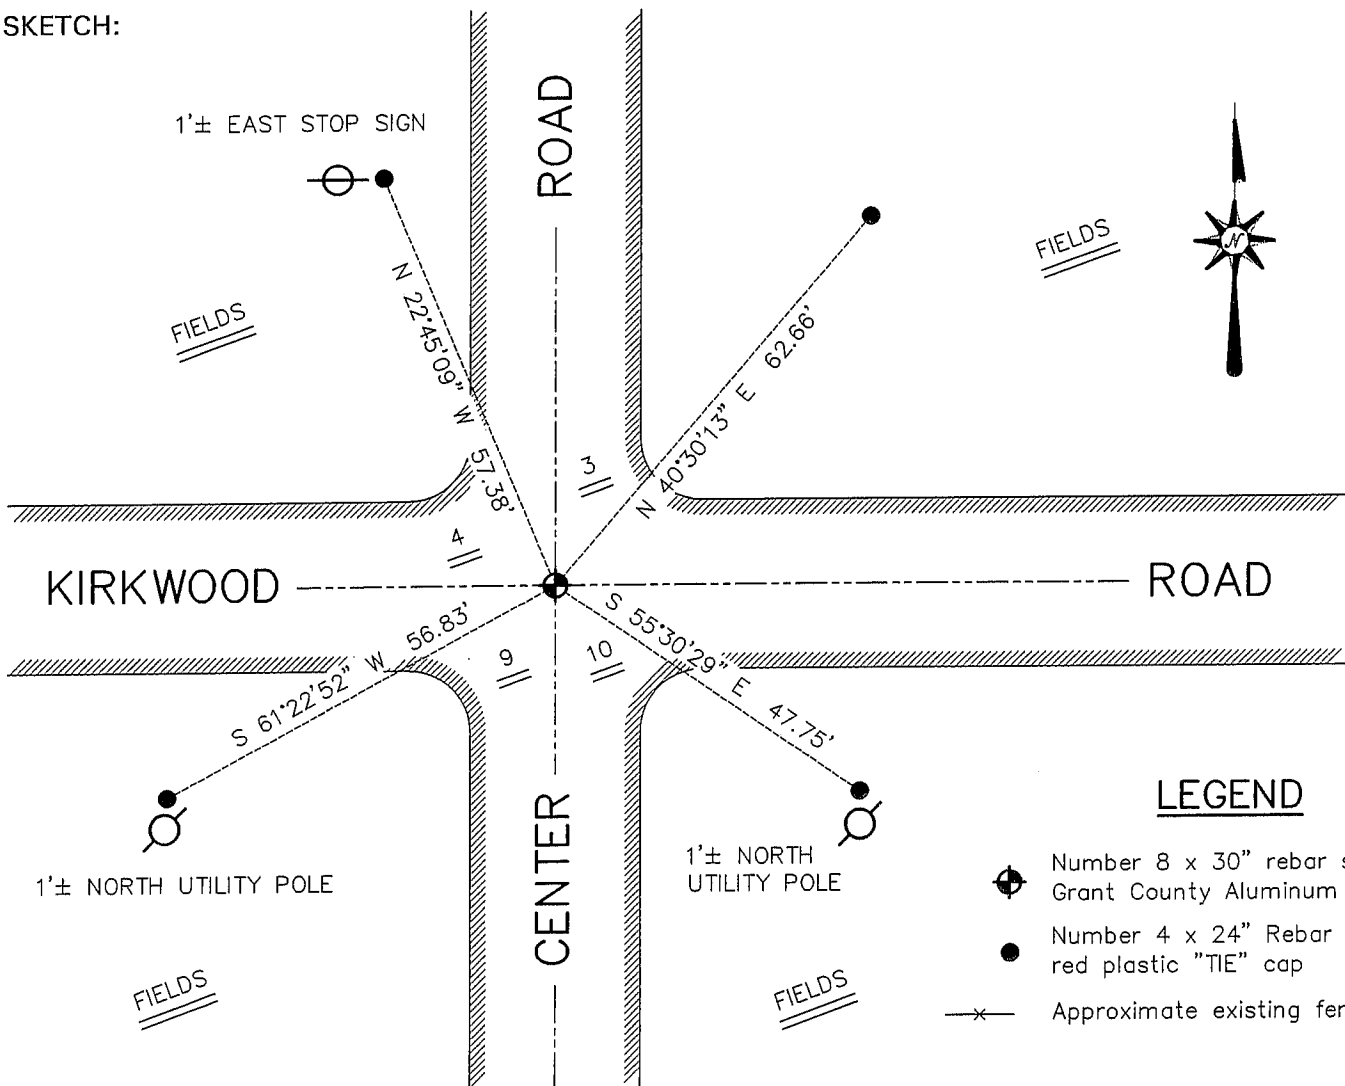 SKETCH:
1'± EAST STOP SIGN
ROAD
FIELDS
FIELDS
N
N 22°45'09" W 57.38'
N 40°30'13" E 62.66'
3
4
KIRKWOOD
ROAD
S 61°22'52" W 56.83'
9
10
S 55°30'29" E 47.75'
CENTER
1'± NORTH UTILITY POLE
1'± NORTH
UTILITY POLE
FIELDS
FIELDS
LEGEND
Number 8 x 30" rebar
Grant County Aluminum
Number 4 x 24" Rebar
red plastic "TIE" cap
Approximate existing